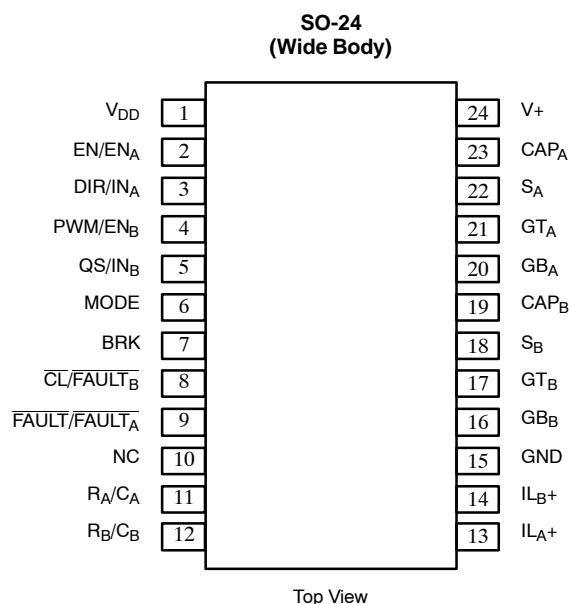 SO-24
(Wide Body)
V_DD 1 24 V+
EN/EN_A 2 23 CAP_A
DIR/IN_A 3 22 S_A
PWM/EN_B 4 21 GT_A
QS/IN_B 5 20 GB_A
MODE 6 19 CAP_B
BRK 7 18 S_B
CL/FAULT_B 8 17 GT_B
FAULT/FAULT_A 9 16 GB_B
NC 10 15 GND
R_A/C_A 11 14 IL_B+
R_B/C_B 12 13 IL_A+
Top View